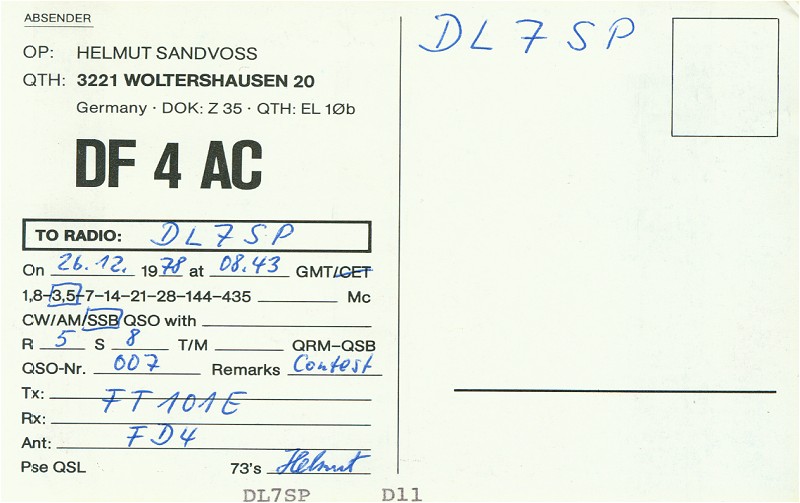 ABSENDER
OP: HELMUT SANDVOSS
QTH: 3221 WOLTERSHAUSEN 20
Germany · DOK: Z 35 · QTH: EL 1Øb
DF 4 AC
TO RADIO: DL7SP
On 26.12. 1978 at 08.43 GMT/CET
1,8–3,5–7–14–21–28–144–435 Mc
CW/AM/SSB/QSO with
R 5 S 8 T/M QRM–QSB
QSO-Nr. 007 Remarks Contest
Tx: FT 101E
Rx:
Ant: FD4
Pse QSL 73's Helmut
DL7SP
DL7SP D11